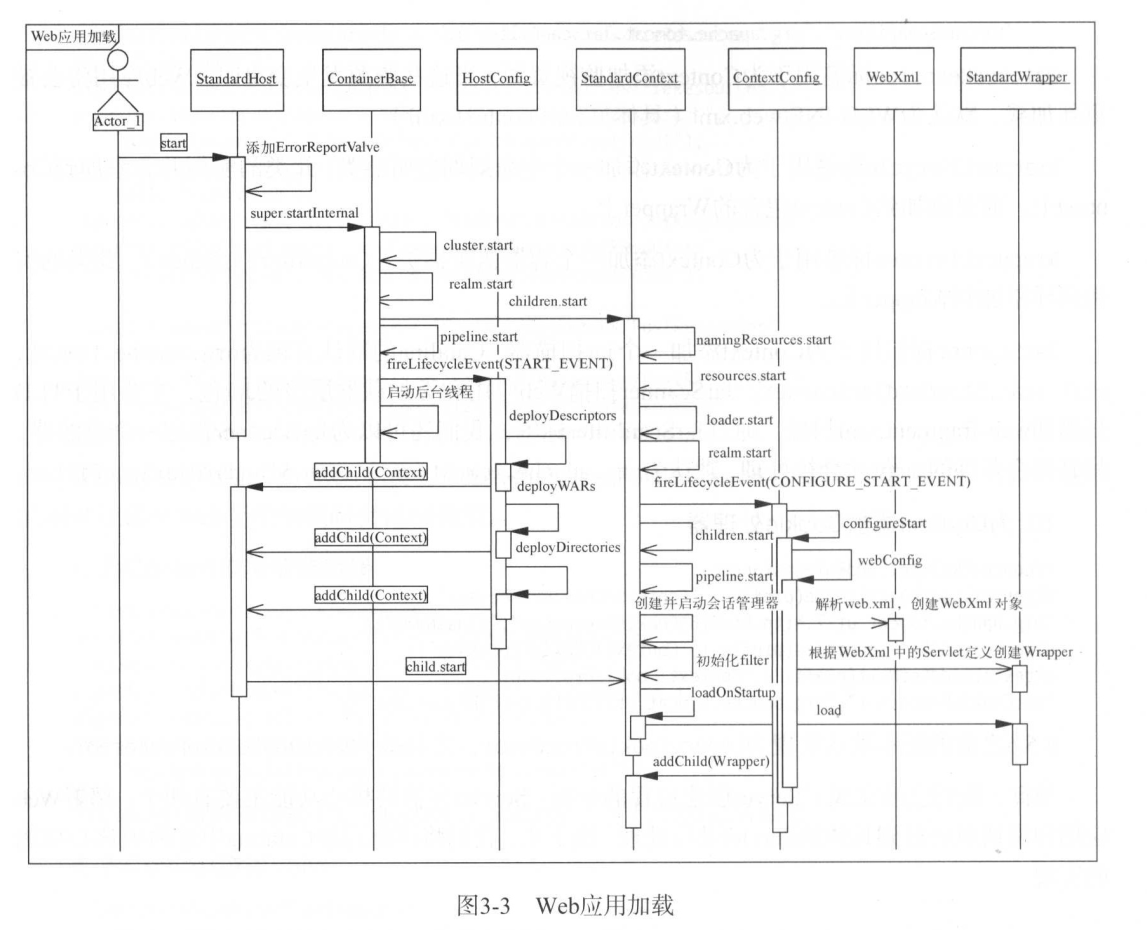 Web应用加载
StandardHost
ContainerBase
HostConfig
StandardContext
ContextConfig
WebXml
StandardWrapper
Actor_1
start
添加ErrorReportValve
super.startInternal
cluster.start
realm.start
children.start
pipeline.start
namingResources.start
fireLifecycleEvent(START_EVENT)
resources.start
启动后台线程
deployDescriptors
loader.start
realm.start
addChild(Context)
deployWARs
fireLifecycleEvent(CONFIGURE_START_EVENT)
configureStart
children.start
addChild(Context)
deployDirectories
webConfig
pipeline.start
addChild(Context)
创建并启动会话管理器
解析web.xml，创建WebXml对象
初始化filter
根据WebXml中的Servlet定义创建Wrapper
child.start
loadOnStartup
load
addChild(Wrapper)
图3-3 Web应用加载